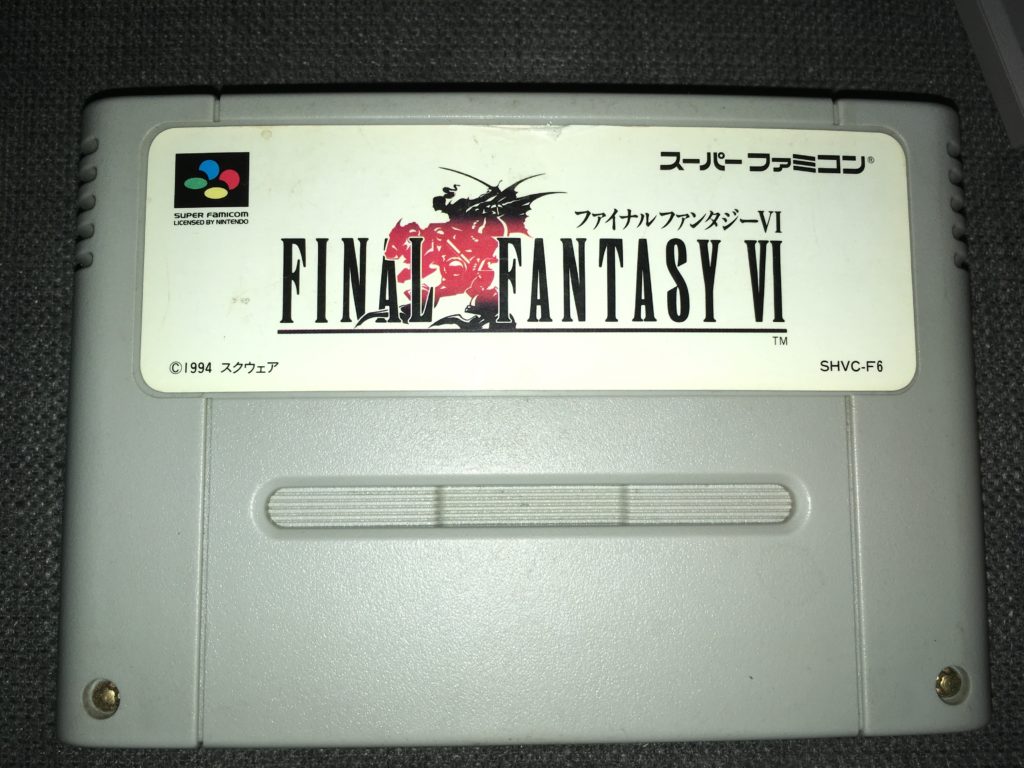 スーパーファミコン®
SUPER FAMICOM
LICENSED BY NINTENDO
ファイナルファンタジーVI
FINAL FANTASY VI
TM
©1994 スクウェア
SHVC-F6